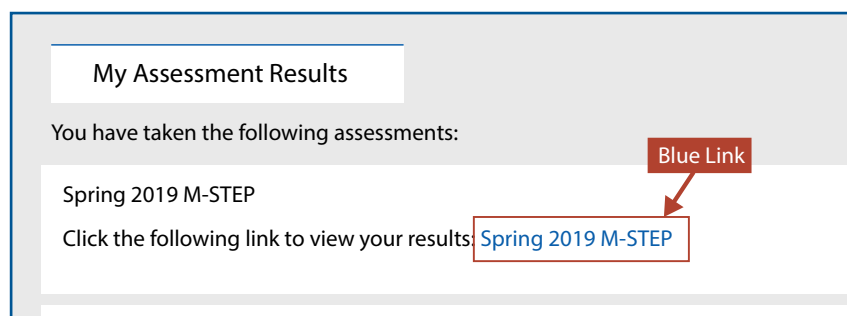 My Assessment Results
You have taken the following assessments:
Blue Link
Spring 2019 M-STEP
Click the following link to view your results: Spring 2019 M-STEP